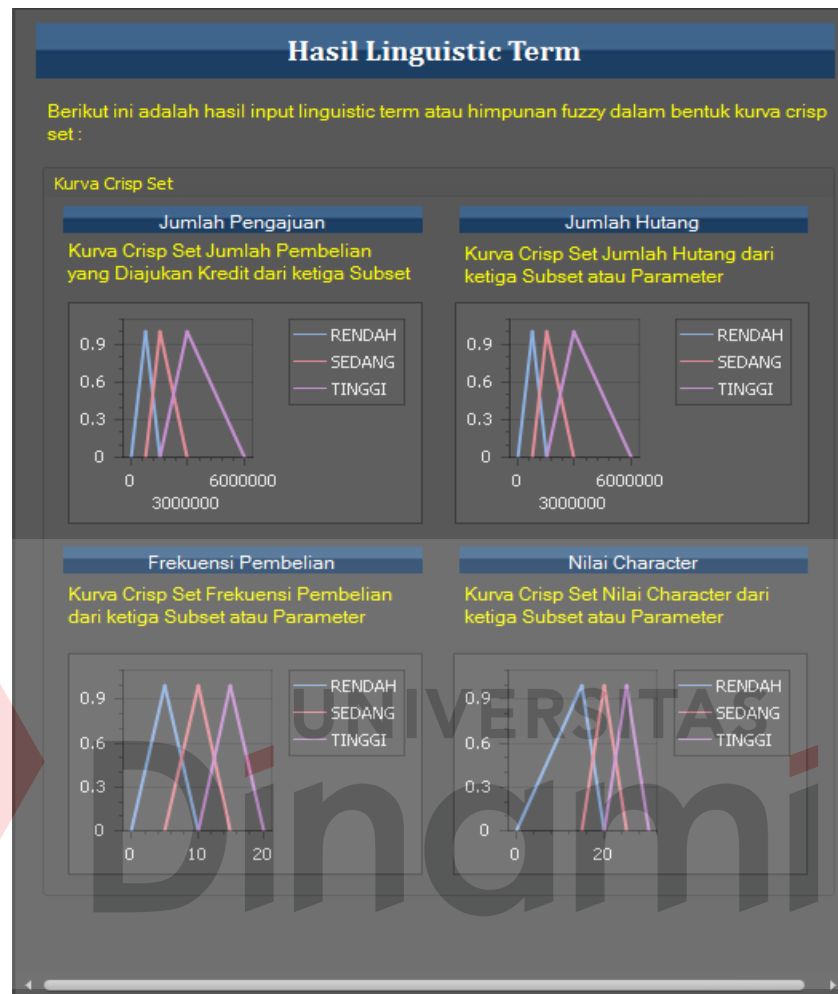 Hasil Linguistic Term
Berikut ini adalah hasil input linguistic term atau himpunan fuzzy dalam bentuk kurva crisp
set :
Kurva Crisp Set
Jumlah Pengajuan
Kurva Crisp Set Jumlah Pembelian
yang Diajukan Kredit dari ketiga Subset
0.9
0.6
0.3
0
0
6000000
3000000
RENDAH
SEDANG
TINGGI
Jumlah Hutang
Kurva Crisp Set Jumlah Hutang dari
ketiga Subset atau Parameter
0.9
0.6
0.3
0
0
6000000
3000000
RENDAH
SEDANG
TINGGI
Frekuensi Pembelian
Kurva Crisp Set Frekuensi Pembelian
dari ketiga Subset atau Parameter
0.9
0.6
0.3
0
0 10 20
RENDAH
SEDANG
TINGGI
Nilai Character
Kurva Crisp Set Nilai Character dari
ketiga Subset atau Parameter
0.9
0.6
0.3
0
0 20
RENDAH
SEDANG
TINGGI
UNIVERSITAS
Dinami